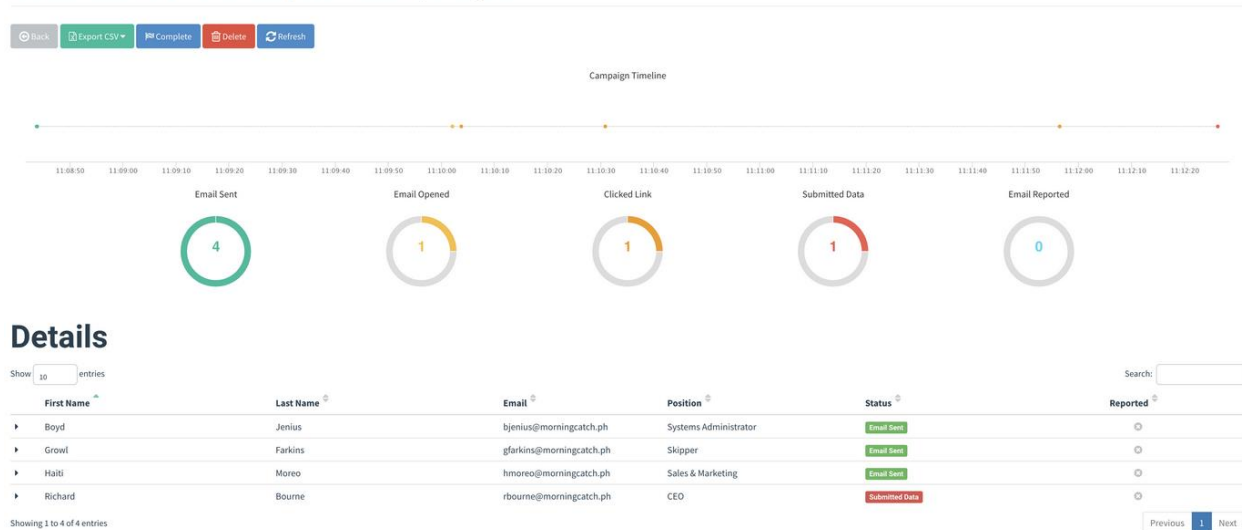 Back Export CSV Complete Delete Refresh
Campaign Timeline
11:08:50 11:09:00 11:09:10 11:09:20 11:09:30 11:09:40 11:09:50 11:10:00 11:10:10 11:10:20 11:10:30 11:10:40 11:10:50 11:11:00 11:11:10 11:11:20 11:11:30 11:11:40 11:11:50 11:12:00 11:12:10 11:12:20
Email Sent Email Opened Clicked Link Submitted Data Email Reported
4 1 1 1 0
Details
Show 10 entries Search:
First Name Last Name Email Position Status Reported
Boyd Jenius bjenius@morningcatch.ph Systems Administrator Email Sent
Growl Farkins gfarkins@morningcatch.ph Skipper Email Sent
Haiti Moreo hmoreo@morningcatch.ph Sales & Marketing Email Sent
Richard Bourne rbourne@morningcatch.ph CEO Submitted Data
Showing 1 to 4 of 4 entries Previous 1 Next